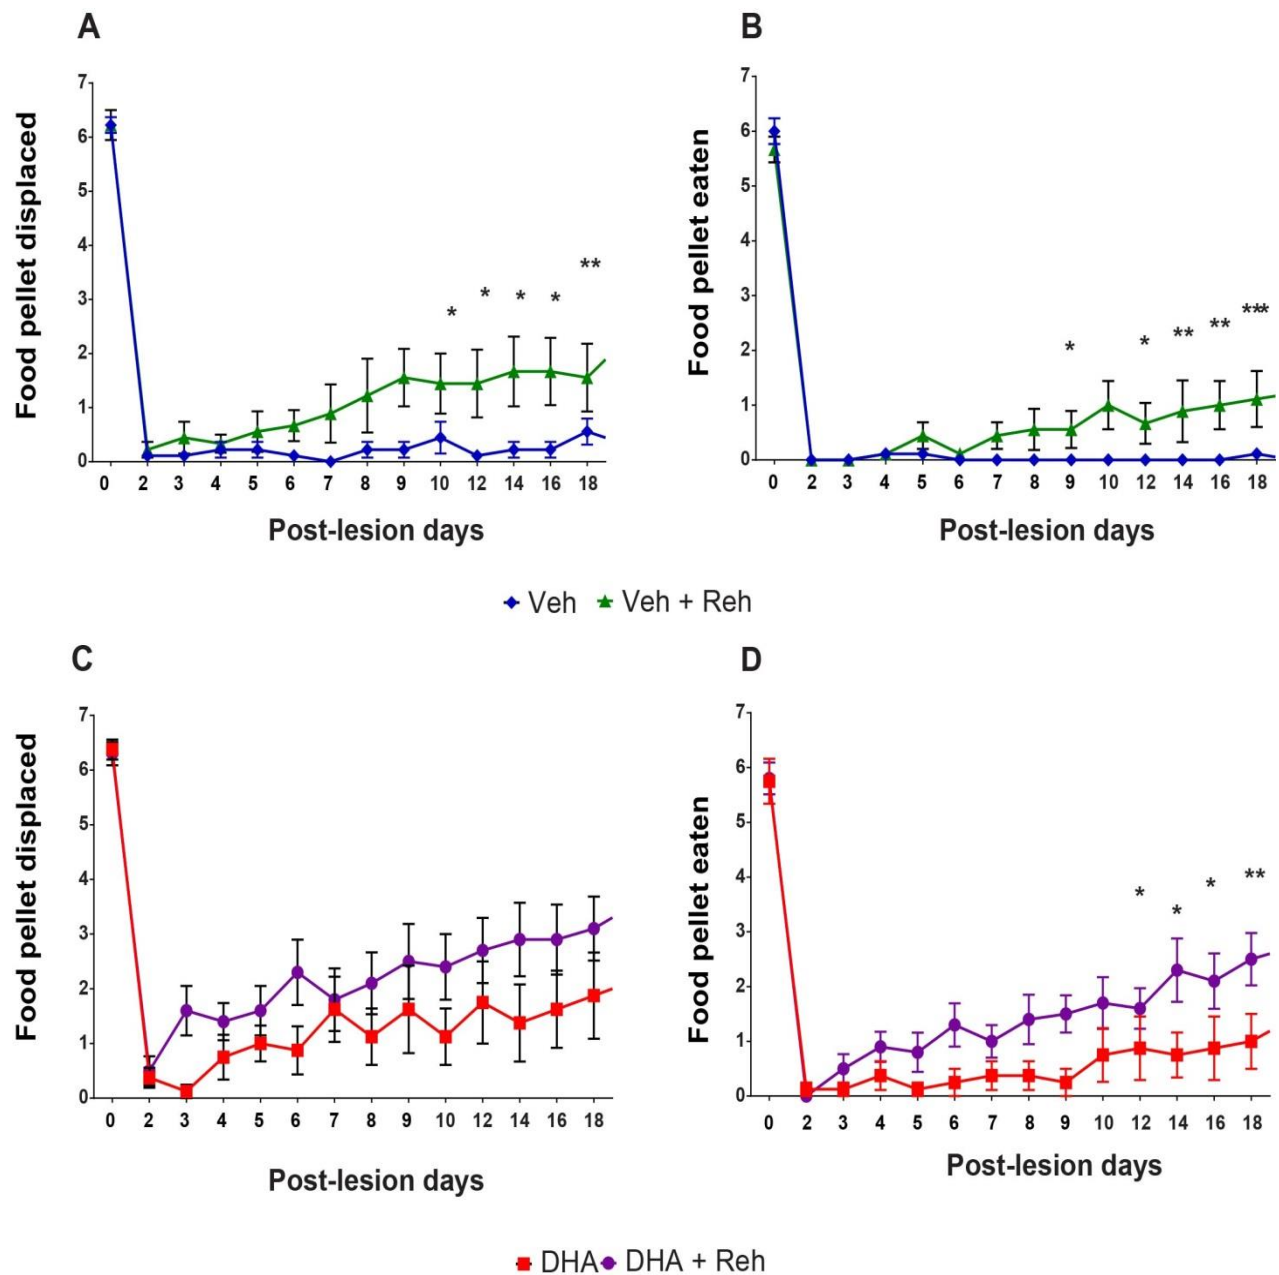 A
Food pellet displaced
7
6
5
4
3
2
1
0
* * * * **
0 2 3 4 5 6 7 8 9 10 12 14 16 18
Post-lesion days
B
Food pellet eaten
7
6
5
4
3
2
1
0
* * ** ** ***
0 2 3 4 5 6 7 8 9 10 12 14 16 18
Post-lesion days
Veh Veh + Reh
C
Food pellet displaced
7
6
5
4
3
2
1
0
0 2 3 4 5 6 7 8 9 10 12 14 16 18
Post-lesion days
D
Food pellet eaten
7
6
5
4
3
2
1
0
* * * **
0 2 3 4 5 6 7 8 9 10 12 14 16 18
Post-lesion days
DHA DHA + Reh